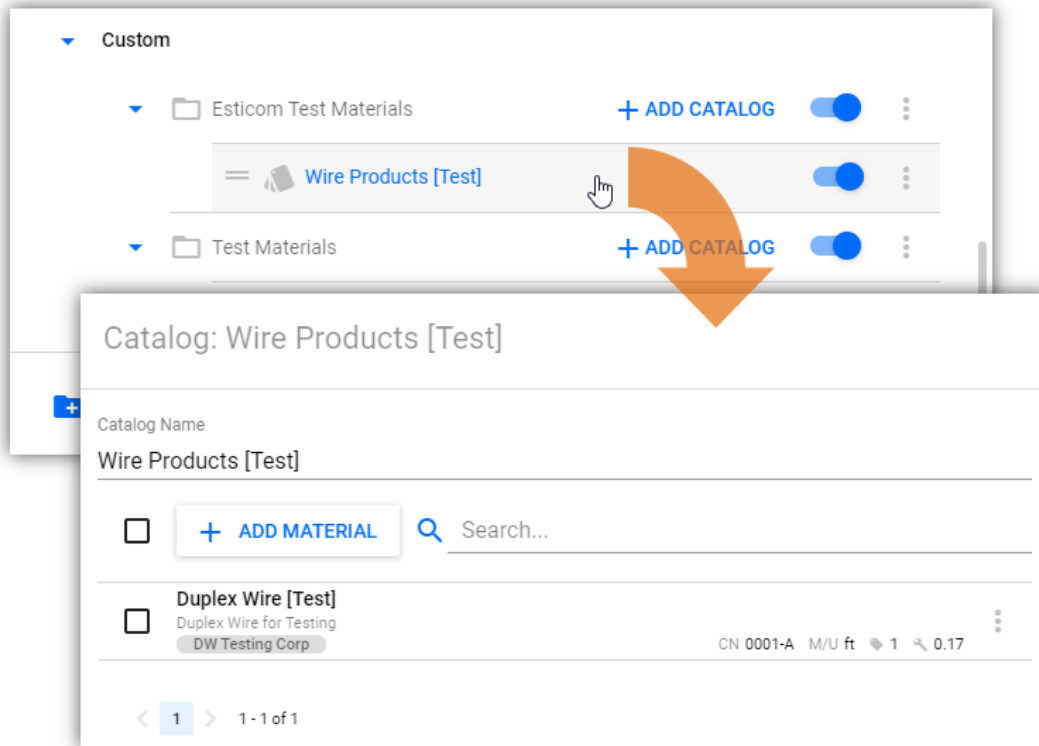 Custom
Esticom Test Materials + ADD CATALOG
Wire Products [Test]
Test Materials + ADD CATALOG
Catalog: Wire Products [Test]
Catalog Name
Wire Products [Test]
+ ADD MATERIAL Search...
Duplex Wire [Test]
Duplex Wire for Testing
DW Testing Corp CN 0001-A M/U ft 1 0.17
< 1 > 1 - 1 of 1